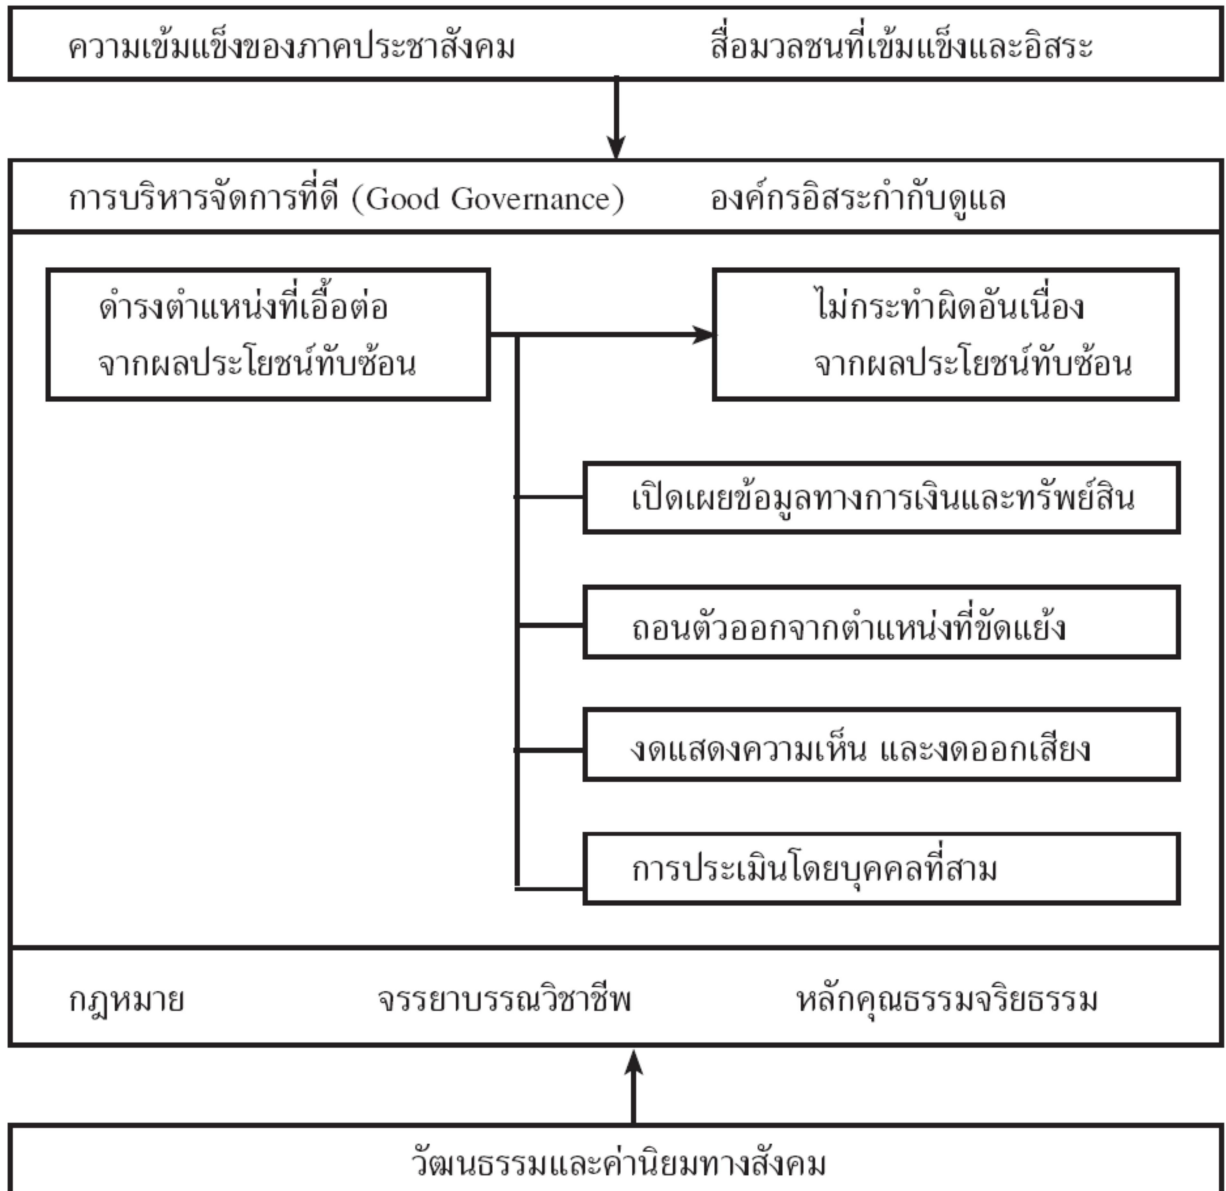 ความเข้มแข็งของภาคประชาสังคม สื่อมวลชนที่เข้มแข็งและอิสระ
การบริหารจัดการที่ดี (Good Governance) องค์กรอิสระกำกับดูแล
ดำรงตำแหน่งที่เอื้อต่อ
จากผลประโยชน์ทับซ้อน
ไม่กระทำผิดอันเนื่อง
จากผลประโยชน์ทับซ้อน
เปิดเผยข้อมูลทางการเงินและทรัพย์สิน
ถอนตัวออกจากตำแหน่งที่ขัดแย้ง
งดแสดงความเห็น และงดออกเสียง
การประเมินโดยบุคคลที่สาม
กฎหมาย จรรยาบรรณวิชาชีพ หลักคุณธรรมจริยธรรม
วัฒนธรรมและค่านิยมทางสังคม